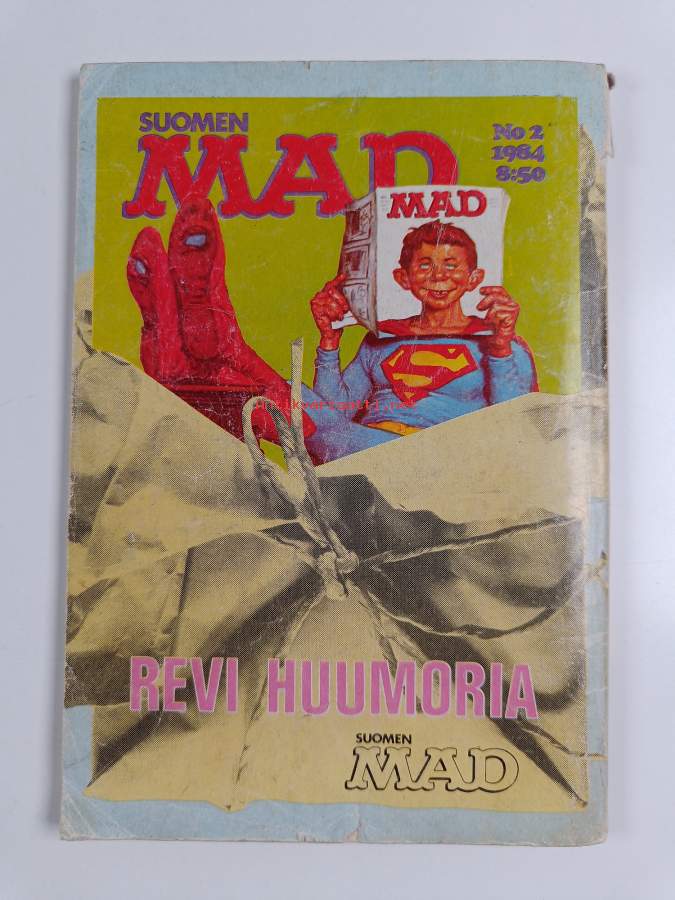 SUOMEN
MAD
No 2
1984
8:50
MAD
S
REVI HUUMORIA
SUOMEN
MAD